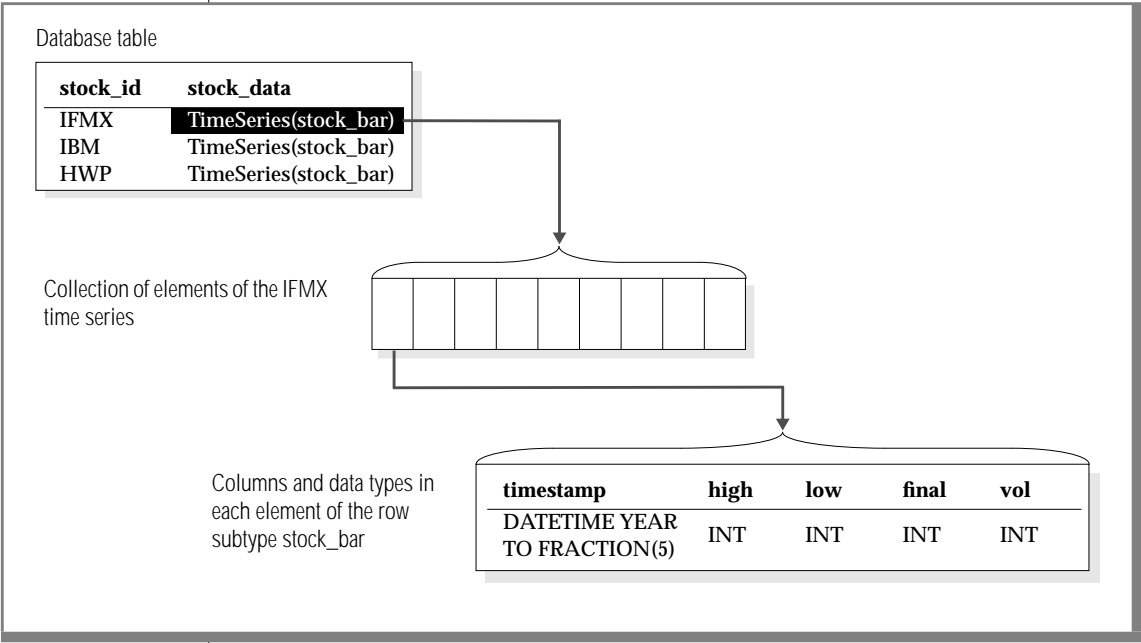 Database table
stock_id stock_data
IFMX TimeSeries(stock_bar)
IBM TimeSeries(stock_bar)
HWP TimeSeries(stock_bar)
Collection of elements of the IFMX
time series
Columns and data types in
each element of the row
subtype stock_bar
timestamp high low final vol
DATETIME YEAR
TO FRACTION(5) INT INT INT INT